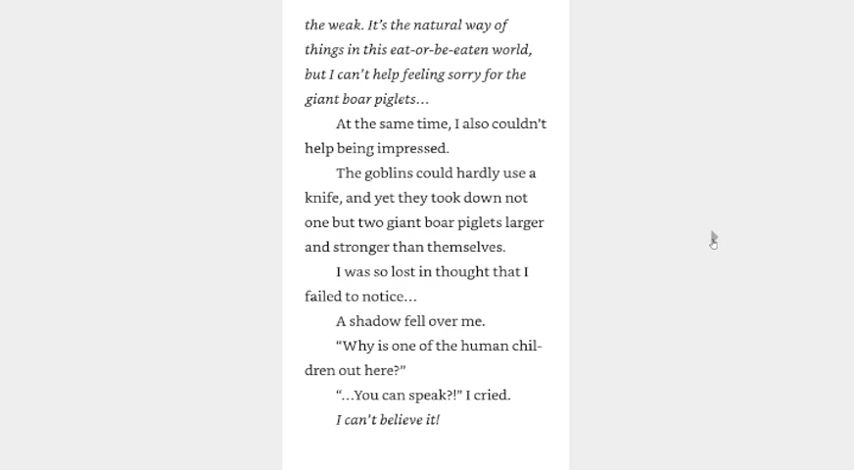 the weak. It’s the natural way of
things in this eat-or-be-eaten world,
but I can’t help feeling sorry for the
giant boar piglets…
At the same time, I also couldn’t
help being impressed.
The goblins could hardly use a
knife, and yet they took down not
one but two giant boar piglets larger
and stronger than themselves.
I was so lost in thought that I
failed to notice…
A shadow fell over me.
“Why is one of the human chil-
dren out here?”
“…You can speak?!” I cried.
I can’t believe it!